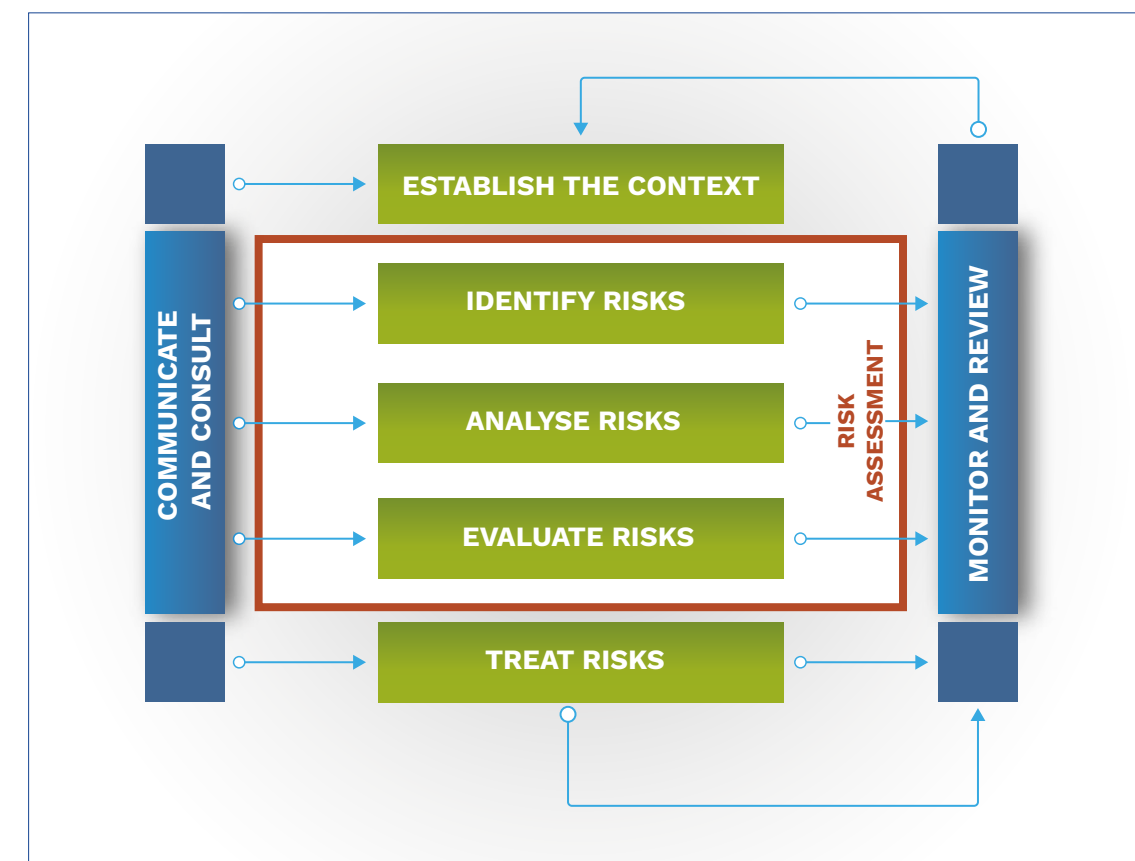 ESTABLISH THE CONTEXT
COMMUNICATE
AND CONSULT
IDENTIFY RISKS
ANALYSE RISKS
EVALUATE RISKS
RISK
ASSESSMENT
MONITOR AND REVIEW
TREAT RISKS